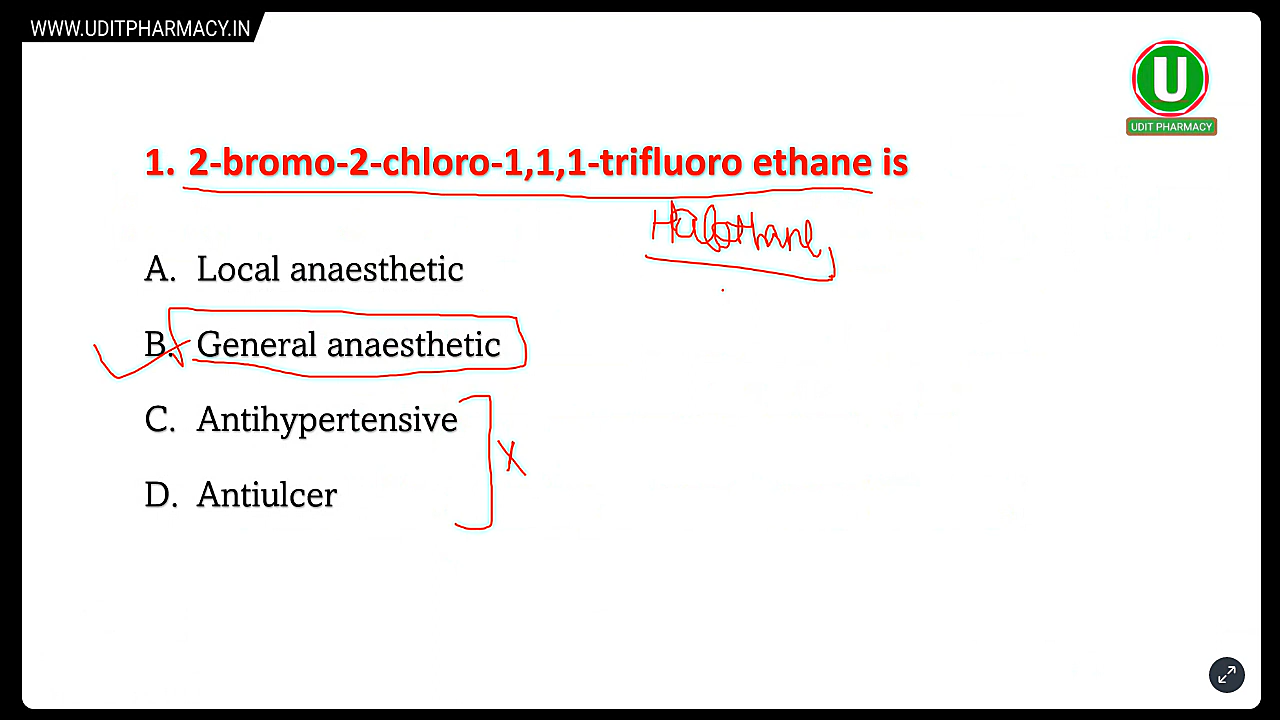 WWW.UDITPHARMACY.IN
U
UDIT PHARMACY
1. 2-bromo-2-chloro-1,1,1-trifluoro ethane is
Halothane
A. Local anaesthetic
B. General anaesthetic
C. Antihypertensive
D. Antiulcer